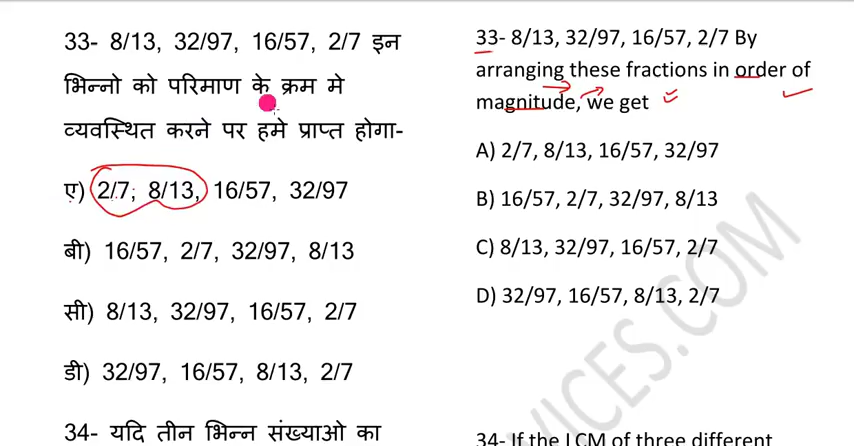 33- 8/13, 32/97, 16/57, 2/7 इन
भिन्नो को परिमाण के क्रम मे
व्यवस्थित करने पर हमे प्राप्त होगा-
ए) 2/7, 8/13, 16/57, 32/97
बी) 16/57, 2/7, 32/97, 8/13
सी) 8/13, 32/97, 16/57, 2/7
डी) 32/97, 16/57, 8/13, 2/7
34- यदि तीन भिन्न संख्याओ का
33- 8/13, 32/97, 16/57, 2/7 By
arranging these fractions in order of
magnitude, we get
A) 2/7, 8/13, 16/57, 32/97
B) 16/57, 2/7, 32/97, 8/13
C) 8/13, 32/97, 16/57, 2/7
D) 32/97, 16/57, 8/13, 2/7
34- If the LCM of three different
VICES.COM